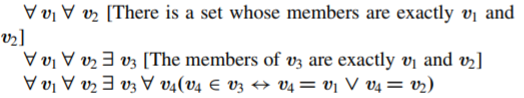 ∀ v₁ ∀ v₂ [There is a set whose members are exactly v₁ and
v₂]
∀ v₁ ∀ v₂ ∃ v₃ [The members of v₃ are exactly v₁ and v₂]
∀ v₁ ∀ v₂ ∃ v₃ ∀ v₄(v₄ ∈ v₃ ↔ v₄ = v₁ ∨ v₄ = v₂)